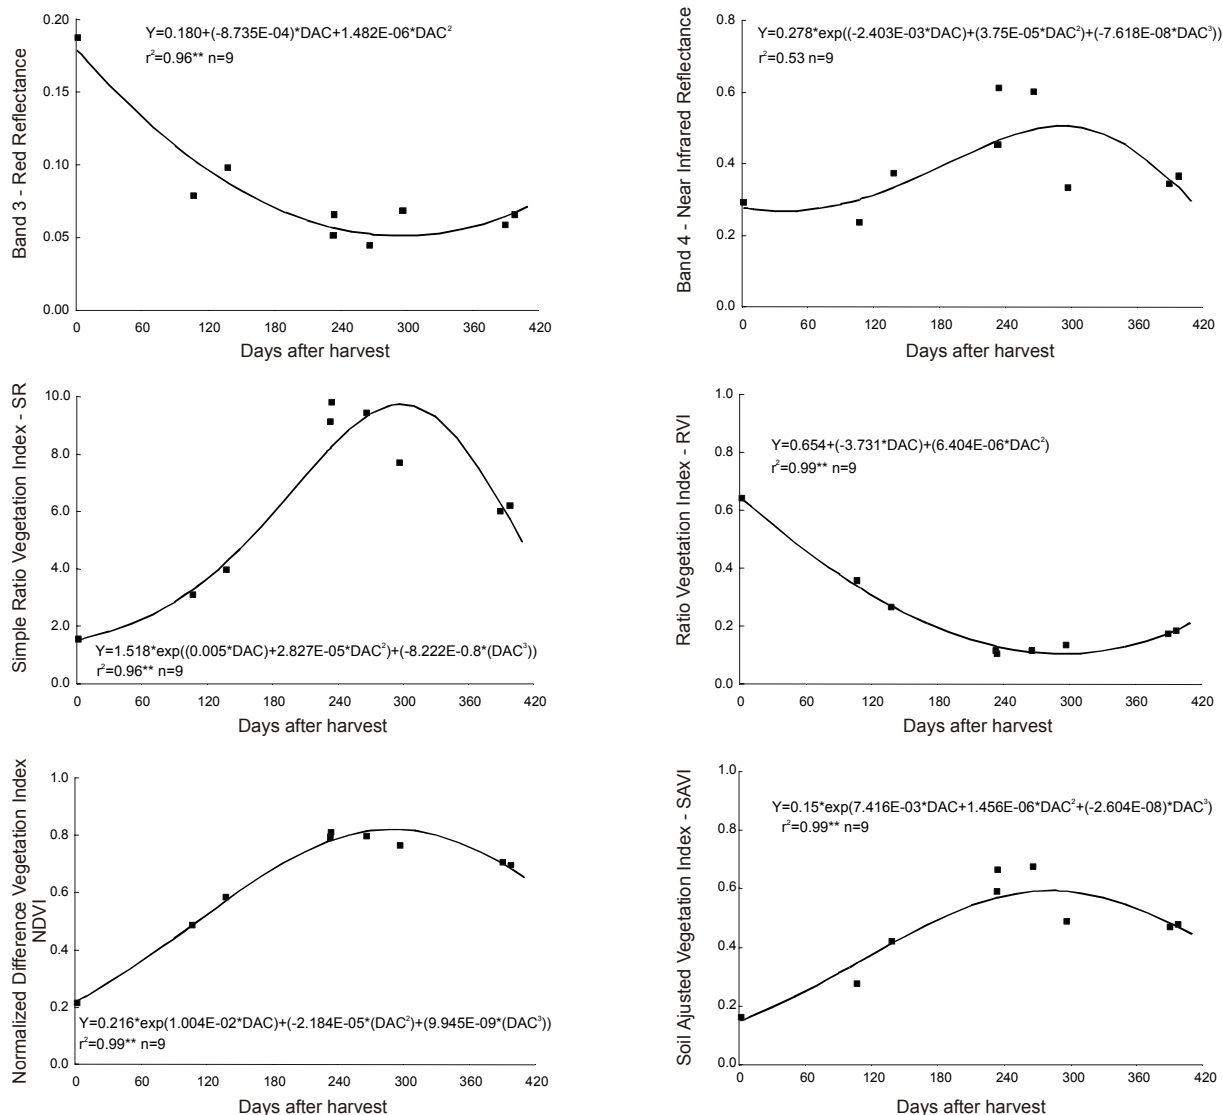 Band 3 - Red Reflectance
0.20
0.15
0.10
0.05
0.00
Y=0.180+(-8.735E-04)*DAC+1.482E-06*DAC²
r²=0.96** n=9
0 60 120 180 240 300 360 420
Days after harvest
Band 4 - Near Infrared Reflectance
0.8
0.6
0.4
0.2
0.0
Y=0.278*exp((-2.403E-03*DAC)+(3.75E-05*DAC²)+(-7.618E-08*DAC³))
r²=0.53 n=9
0 60 120 180 240 300 360 420
Days after harvest
Simple Ratio Vegetation Index - SR
10.0
8.0
6.0
4.0
2.0
0.0
Y=1.518*exp((0.005*DAC)+2.827E-05*DAC²)+(-8.222E-0.8*(DAC³))
r²=0.96** n=9
0 60 120 180 240 300 360 420
Days after harvest
Ratio Vegetation Index - RVI
1.0
0.8
0.6
0.4
0.2
0.0
Y=0.654+(-3.731*DAC)+(6.404E-06*DAC²)
r²=0.99** n=9
0 60 120 180 240 300 360 420
Days after harvest
Normalized Difference Vegetation Index
NDVI
1.0
0.8
0.6
0.4
0.2
0.0
Y=0.216*exp(1.004E-02*DAC)+(-2.184E-05*(DAC²)+(9.945E-09*(DAC³))
r²=0.99** n=9
0 60 120 180 240 300 360 420
Days after harvest
Soil Ajusted Vegetation Index - SAVI
1.0
0.8
0.6
0.4
0.2
0.0
Y=0.15*exp(7.416E-03*DAC+1.456E-06*DAC²+(-2.604E-08)*DAC³)
r²=0.99** n=9
0 60 120 180 240 300 360 420
Days after harvest